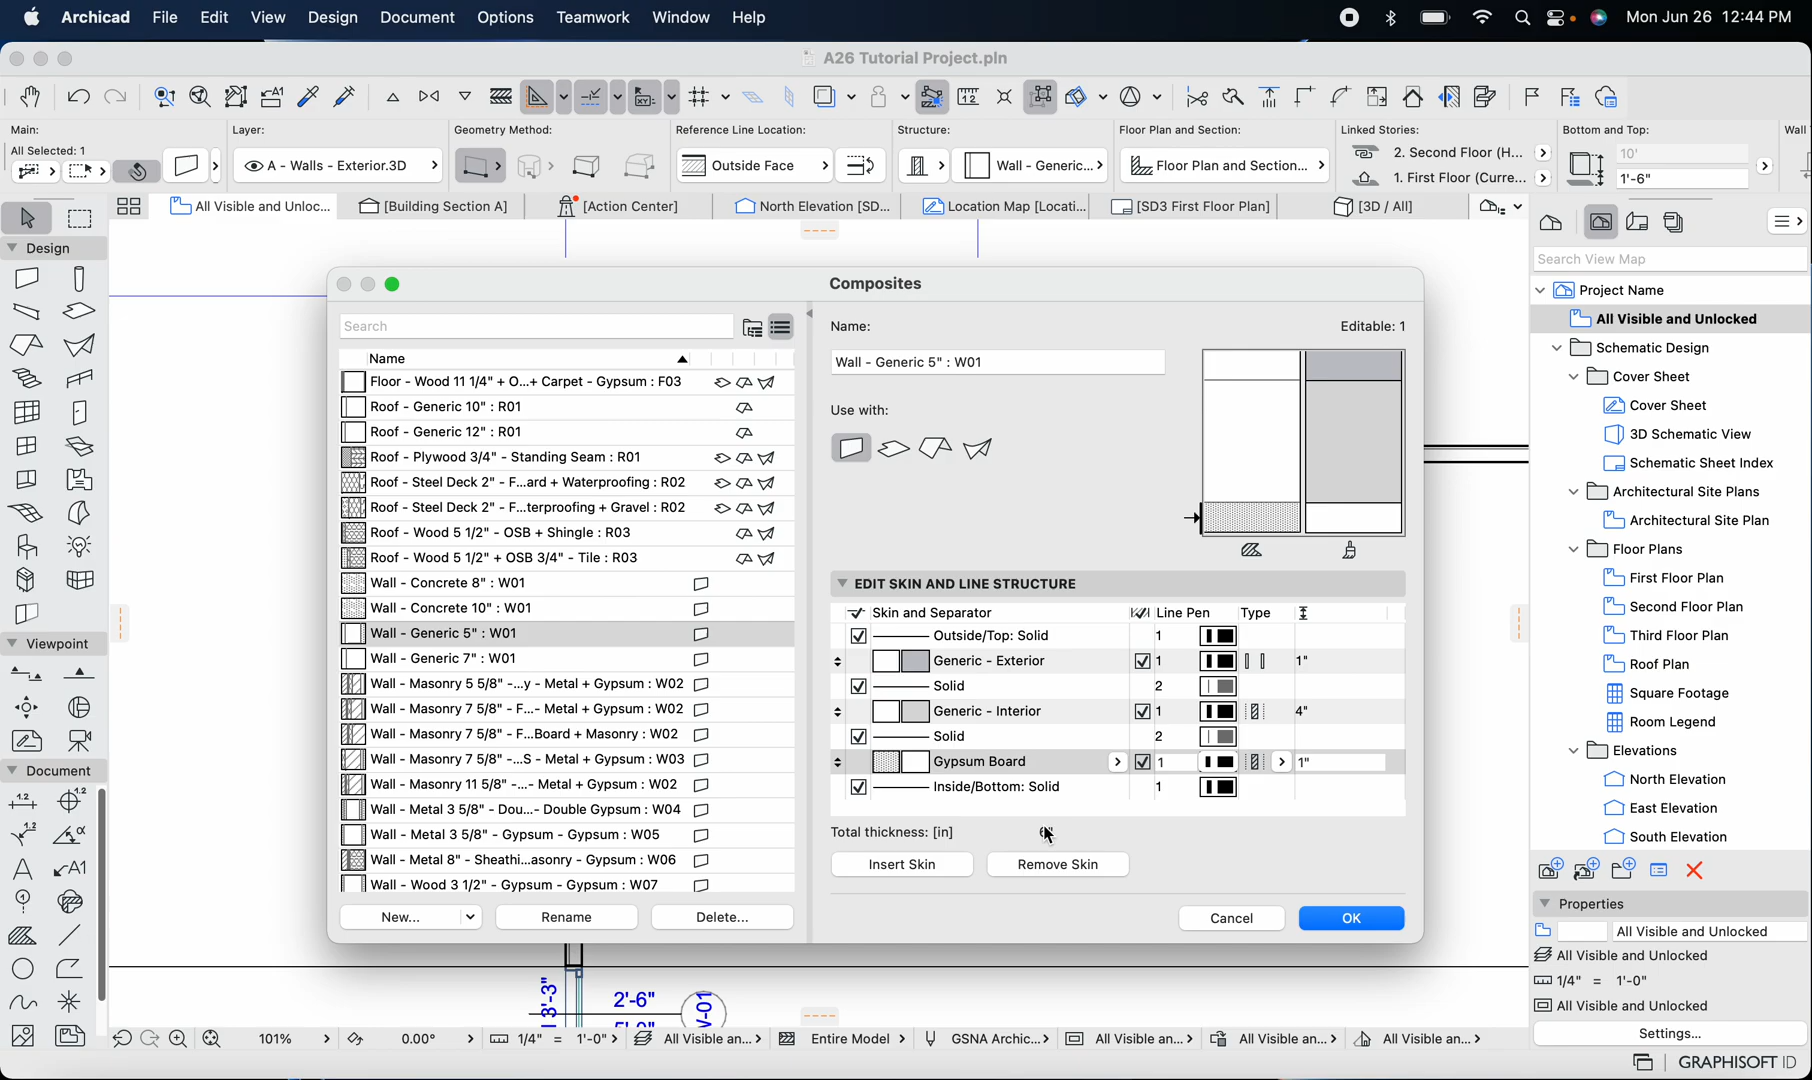 Archicad File Edit View Design Document Options Teamwork Window Help Mon Jun 26 12:44 PM
A26 Tutorial Project.pln
Main: Layer: Geometry Method: Reference Line Location: Structure: Floor Plan and Section: Linked Stories: Bottom and Top: Wall
All Selected: 1
A - Walls - Exterior.3D Outside Face Wall - Generic... Floor Plan and Section... 2. Second Floor (H... 10'
1. First Floor (Curre... 1'-6"
All Visible and Unloc... [Building Section A] [Action Center] North Elevation [SD... Location Map [Locati... [SD3 First Floor Plan] [3D / All]
Design
Viewpoint
Document
Composites
Search
Name
Floor - Wood 11 1/4" + O...+ Carpet - Gypsum : F03
Roof - Generic 10" : R01
Roof - Generic 12" : R01
Roof - Plywood 3/4" - Standing Seam : R01
Roof - Steel Deck 2" - F...ard + Waterproofing : R02
Roof - Steel Deck 2" - F...terproofing + Gravel : R02
Roof - Wood 5 1/2" - OSB + Shingle : R03
Roof - Wood 5 1/2" + OSB 3/4" - Tile : R03
Wall - Concrete 8" : W01
Wall - Concrete 10" : W01
Wall - Generic 5" : W01
Wall - Generic 7" : W01
Wall - Masonry 5 5/8" -...y - Metal + Gypsum : W02
Wall - Masonry 7 5/8" - F...- Metal + Gypsum : W02
Wall - Masonry 7 5/8" - F...Board + Masonry : W02
Wall - Masonry 7 5/8" -...S - Metal + Gypsum : W03
Wall - Masonry 11 5/8" -...- Metal + Gypsum : W02
Wall - Metal 3 5/8" - Dou...- Double Gypsum : W04
Wall - Metal 3 5/8" - Gypsum - Gypsum : W05
Wall - Metal 8" - Sheathi...asonry - Gypsum : W06
Wall - Wood 3 1/2" - Gypsum - Gypsum : W07
New... Rename Delete...
Name: Editable: 1
Wall - Generic 5" : W01
Use with:
EDIT SKIN AND LINE STRUCTURE
Skin and Separator Line Pen Type
Outside/Top: Solid 1
Generic - Exterior 1 1"
Solid 2
Generic - Interior 1 4"
Solid 2
Gypsum Board 1 1"
Inside/Bottom: Solid 1
Total thickness: [in]
Insert Skin Remove Skin
Cancel OK
Search View Map
Project Name
All Visible and Unlocked
Schematic Design
Cover Sheet
Cover Sheet
3D Schematic View
Schematic Sheet Index
Architectural Site Plans
Architectural Site Plan
Floor Plans
First Floor Plan
Second Floor Plan
Third Floor Plan
Roof Plan
Square Footage
Room Legend
Elevations
North Elevation
East Elevation
South Elevation
Properties
All Visible and Unlocked
All Visible and Unlocked
1/4" = 1'-0"
All Visible and Unlocked
Settings...
3'-3" 2'-6"
101% 0.00° 1/4" = 1'-0" All Visible an... Entire Model GSNA Archic... All Visible an... All Visible an... All Visible an...
GRAPHISOFT ID